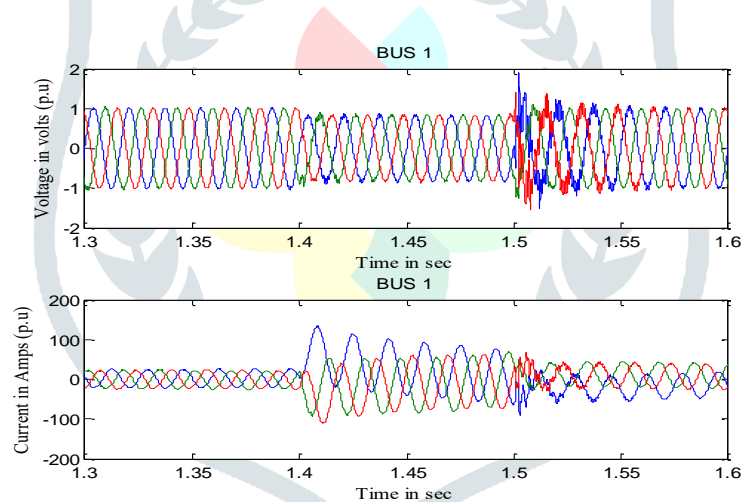 BUS 1
Voltage in volts (p.u)
2
1
0
-1
-2
1.3 1.35 1.4 1.45 1.5 1.55 1.6
Time in sec
BUS 1
Current in Amps (p.u)
200
100
0
-100
-200
1.3 1.35 1.4 1.45 1.5 1.55 1.6
Time in sec